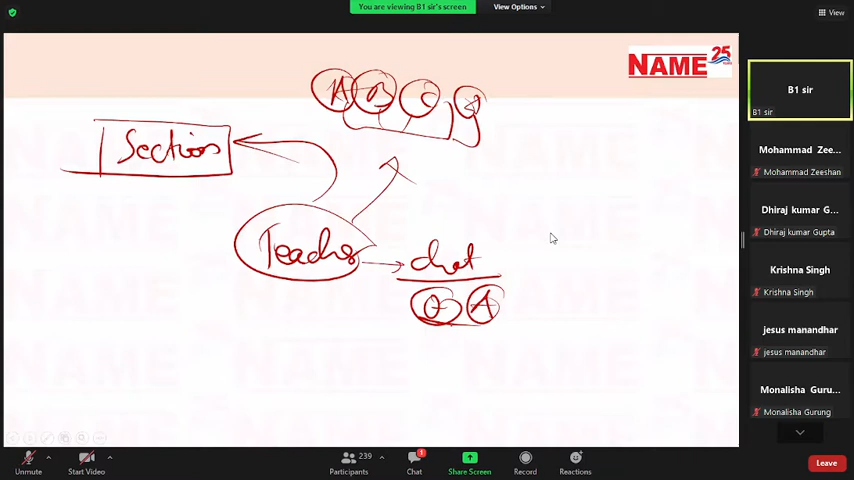 You are viewing B1 sir's screen
View Options
View
NAME 25
A B C D
Section
Teacher
chat
Q A
B1 sir
B1 sir
Mohammad Zee...
Mohammad Zeeshan
Dhiraj kumar G...
Dhiraj kumar Gupta
Krishna Singh
Krishna Singh
jesus manandhar
jesus manandhar
Monalisha Guru...
Monalisha Gurung
Unmute
Start Video
239
Participants
1
Chat
Share Screen
Record
Reactions
Leave